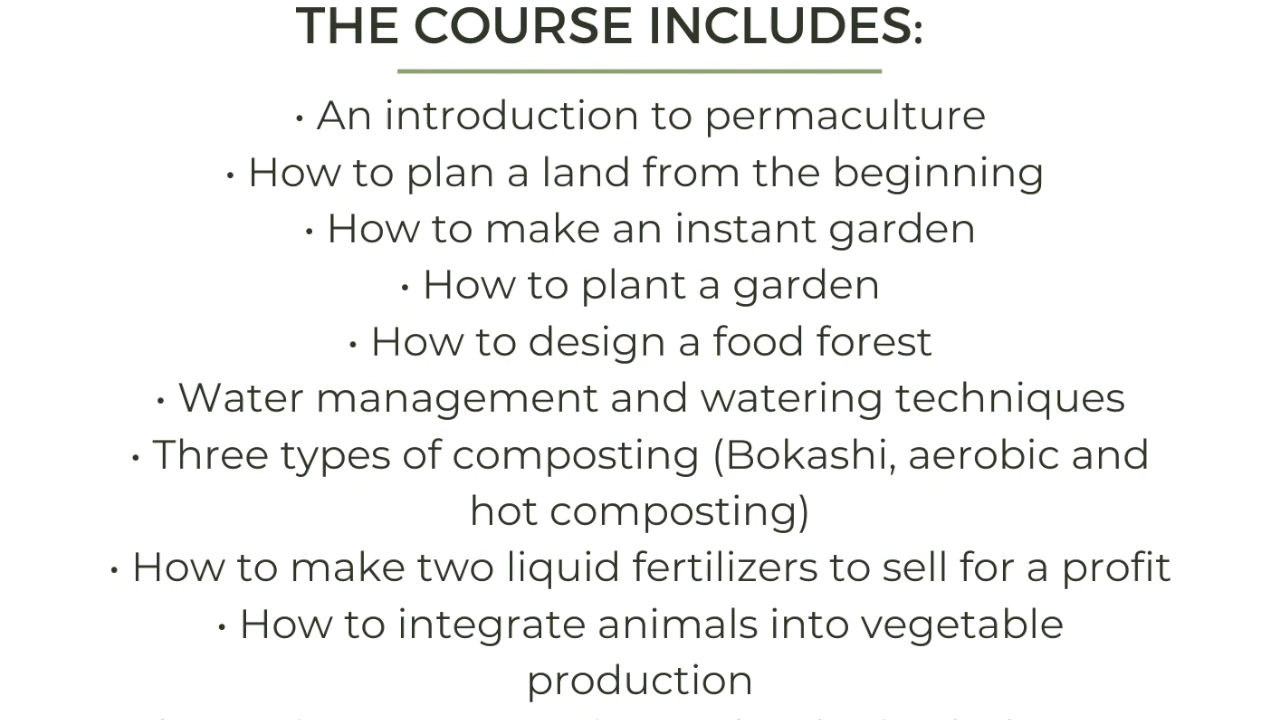 THE COURSE INCLUDES:
• An introduction to permaculture
• How to plan a land from the beginning
• How to make an instant garden
• How to plant a garden
• How to design a food forest
• Water management and watering techniques
• Three types of composting (Bokashi, aerobic and
hot composting)
• How to make two liquid fertilizers to sell for a profit
• How to integrate animals into vegetable
production